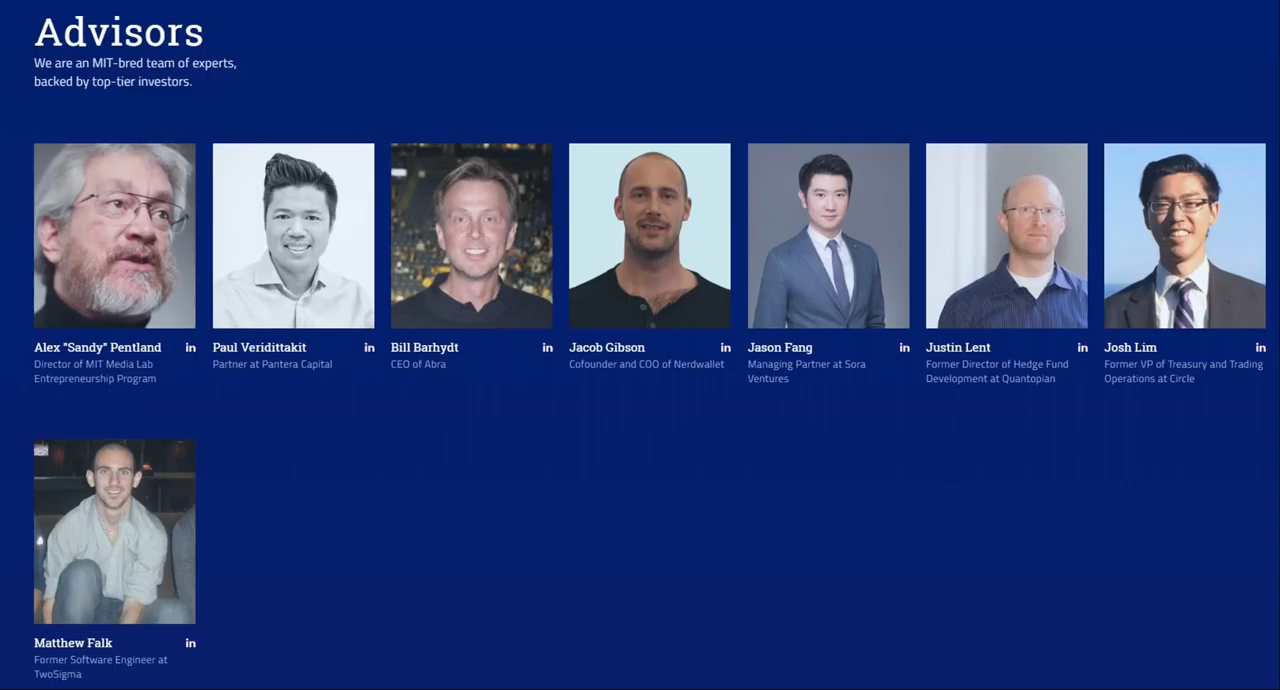 Advisors
We are an MIT-bred team of experts,
backed by top-tier investors.
Alex "Sandy" Pentland in
Director of MIT Media Lab
Entrepreneurship Program
Paul Veridittakit in
Partner at Pantera Capital
Bill Barhydt in
CEO of Abra
Jacob Gibson in
Cofounder and COO of Nerdwallet
Jason Fang in
Managing Partner at Sora
Ventures
Justin Lent in
Former Director of Hedge Fund
Development at Quantopian
Josh Lim in
Former VP of Treasury and Trading
Operations at Circle
Matthew Falk in
Former Software Engineer at
TwoSigma